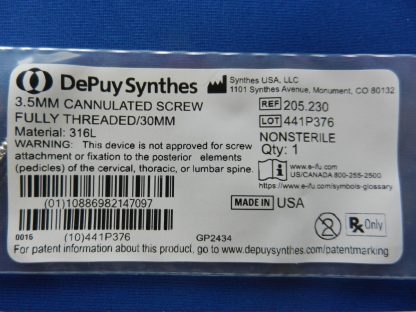 DePuySynthes
Synthes USA, LLC
1101 Synthes Avenue, Monument, CO 80132
3.5MM CANNULATED SCREW
FULLY THREADED/30MM
Material: 316L
REF 205.230
LOT 441P376
NONSTERILE
Qty: 1
WARNING: This device is not approved for screw
attachment or fixation to the posterior elements
(pedicles) of the cervical, thoracic, or lumbar spine.
www.e-ifu.com
US/CANADA 800-255-2500
https://www.e-ifu.com/symbols-glossary
(01)10886982147097
MADE IN USA
Rx Only
0015 (10)441P376 GP2434
For patent information about this product, go to www.depuysynthes.com/patentmarking